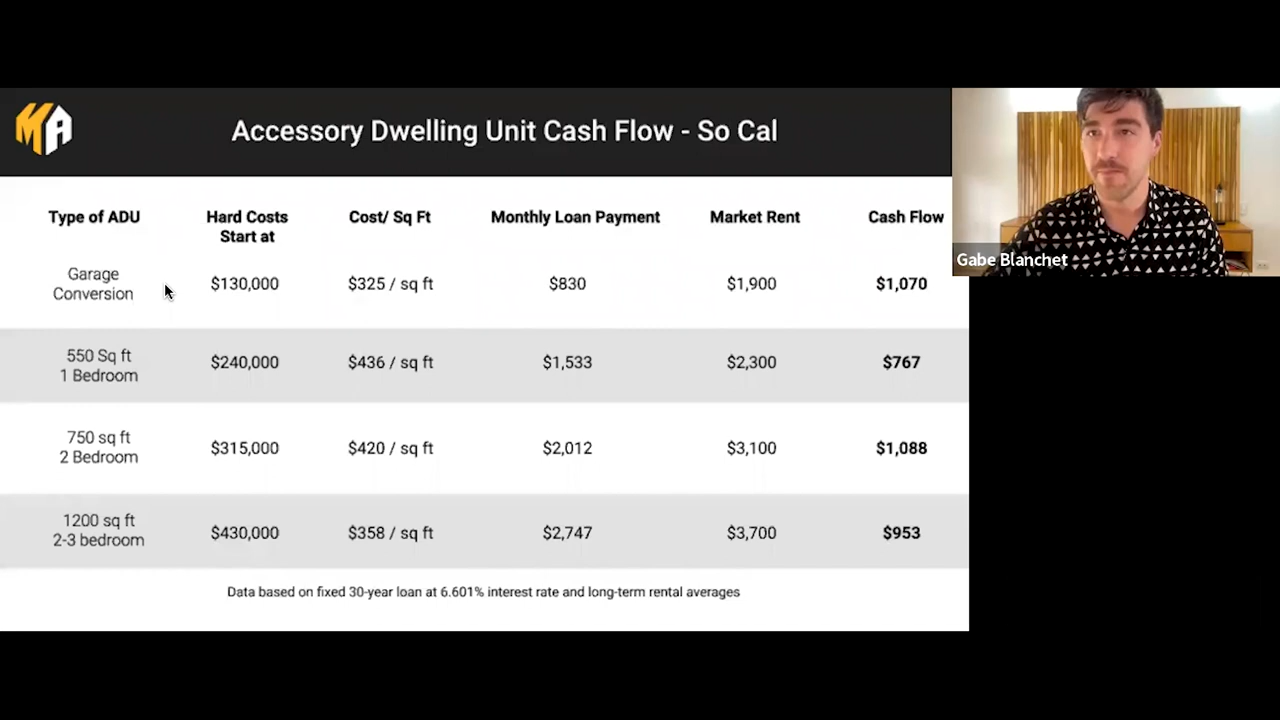 MA
Accessory Dwelling Unit Cash Flow - So Cal
Type of ADU
Hard Costs
Start at
Cost/ Sq Ft
Monthly Loan Payment
Market Rent
Cash Flow
Garage
Conversion
$130,000
$325 / sq ft
$830
$1,900
$1,070
550 Sq ft
1 Bedroom
$240,000
$436 / sq ft
$1,533
$2,300
$767
750 sq ft
2 Bedroom
$315,000
$420 / sq ft
$2,012
$3,100
$1,088
1200 sq ft
2-3 bedroom
$430,000
$358 / sq ft
$2,747
$3,700
$953
Data based on fixed 30-year loan at 6.601% interest rate and long-term rental averages
Gabe Blanchet